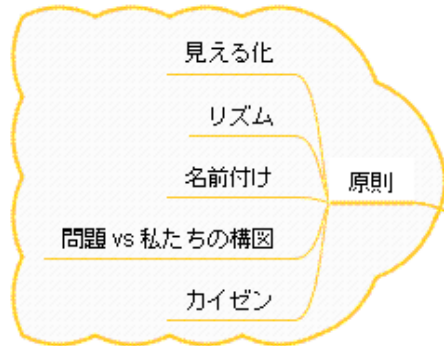 見える化
リズム
名前付け
原則
問題 vs 私たちの構図
カイゼン